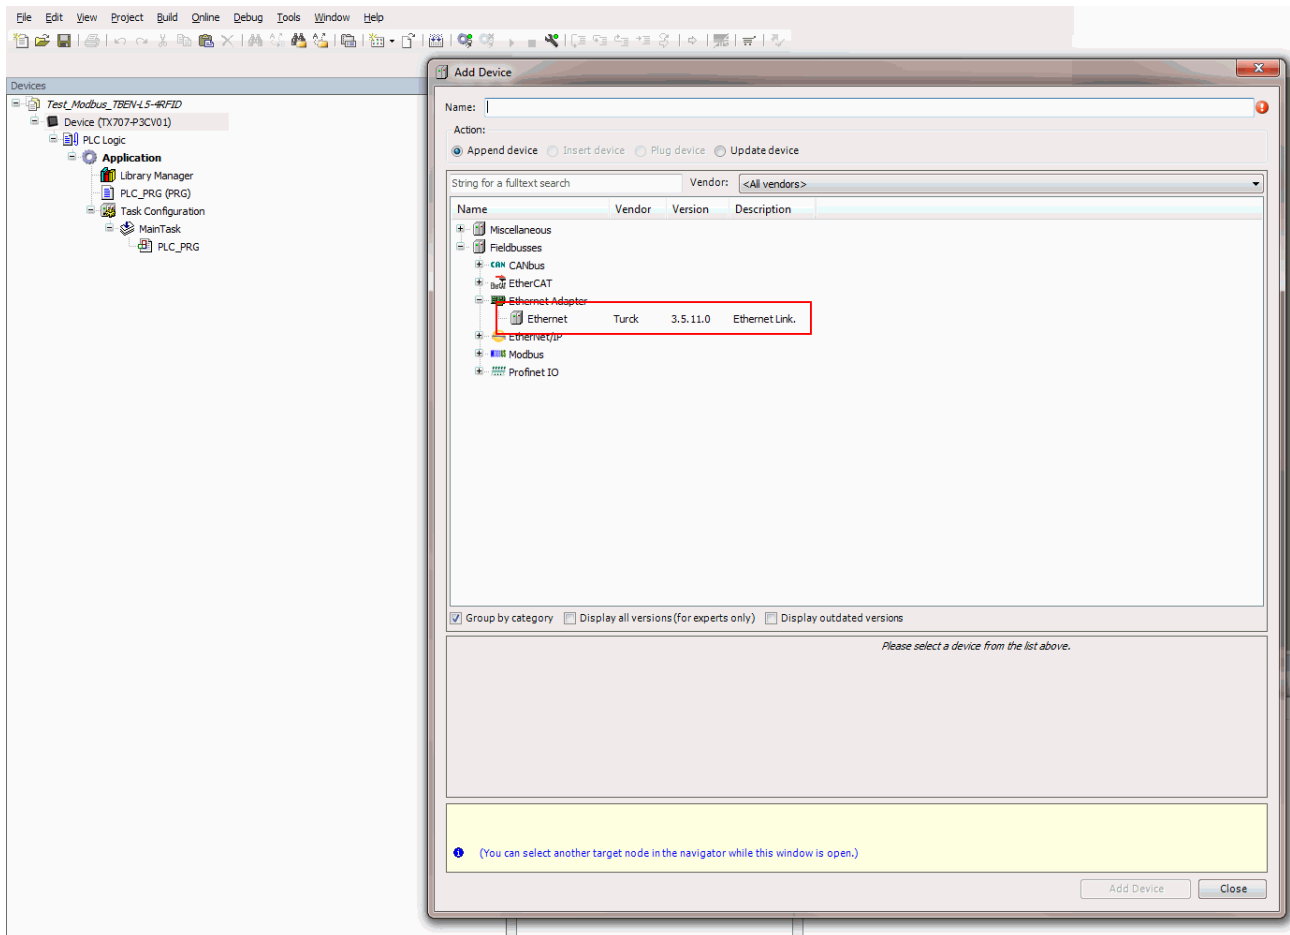 File Edit View Project Build Online Debug Tools Window Help
Devices
Test_Modbus_TBEN-L5-4RFID
Device (TX707-P3CV01)
PLC Logic
Application
Library Manager
PLC_PRG (PRG)
Task Configuration
MainTask
PLC_PRG
Add Device
Name:
Action:
Append device Insert device Plug device Update device
String for a fulltext search Vendor: <All vendors>
Name Vendor Version Description
Miscellaneous
Fieldbusses
CAN CANbus
EtherCAT
Ethernet Adapter
Ethernet Turck 3.5.11.0 Ethernet Link.
EtherNet/IP
Modbus
Profinet IO
Group by category Display all versions (for experts only) Display outdated versions
Please select a device from the list above.
(You can select another target node in the navigator while this window is open.)
Add Device Close